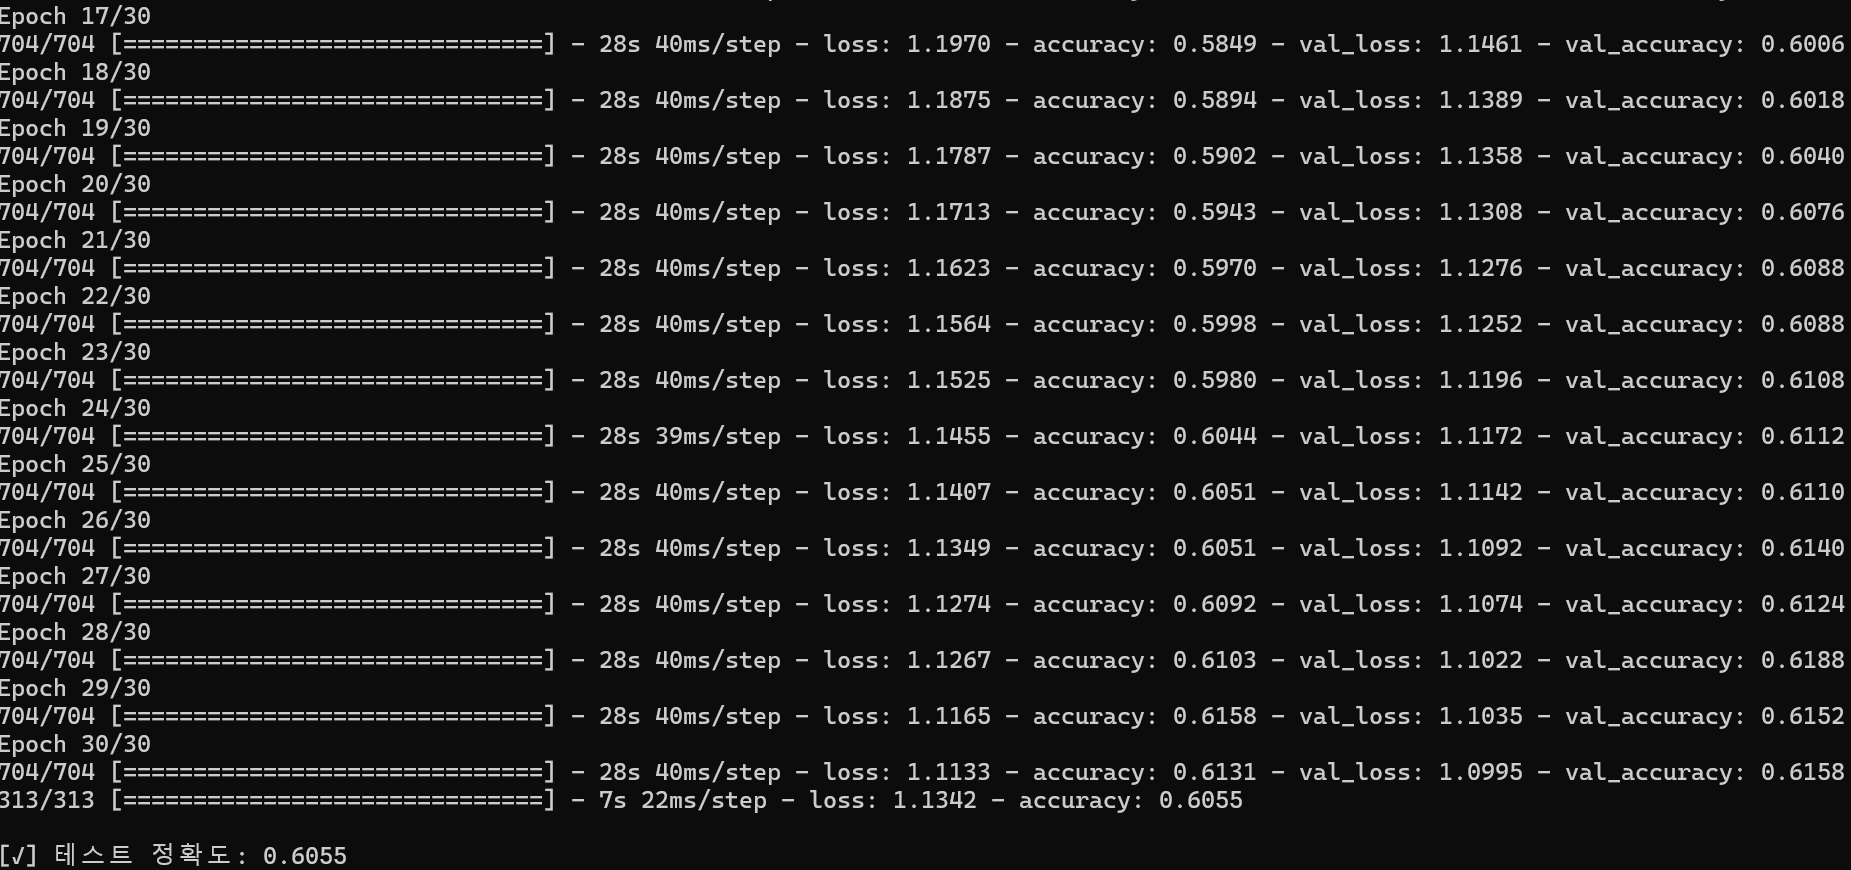 Epoch 17/30
704/704 [==============================] - 28s 40ms/step - loss: 1.1970 - accuracy: 0.5849 - val_loss: 1.1461 - val_accuracy: 0.6006
Epoch 18/30
704/704 [==============================] - 28s 40ms/step - loss: 1.1875 - accuracy: 0.5894 - val_loss: 1.1389 - val_accuracy: 0.6018
Epoch 19/30
704/704 [==============================] - 28s 40ms/step - loss: 1.1787 - accuracy: 0.5902 - val_loss: 1.1358 - val_accuracy: 0.6040
Epoch 20/30
704/704 [==============================] - 28s 40ms/step - loss: 1.1713 - accuracy: 0.5943 - val_loss: 1.1308 - val_accuracy: 0.6076
Epoch 21/30
704/704 [==============================] - 28s 40ms/step - loss: 1.1623 - accuracy: 0.5970 - val_loss: 1.1276 - val_accuracy: 0.6088
Epoch 22/30
704/704 [==============================] - 28s 40ms/step - loss: 1.1564 - accuracy: 0.5998 - val_loss: 1.1252 - val_accuracy: 0.6088
Epoch 23/30
704/704 [==============================] - 28s 40ms/step - loss: 1.1525 - accuracy: 0.5980 - val_loss: 1.1196 - val_accuracy: 0.6108
Epoch 24/30
704/704 [==============================] - 28s 39ms/step - loss: 1.1455 - accuracy: 0.6044 - val_loss: 1.1172 - val_accuracy: 0.6112
Epoch 25/30
704/704 [==============================] - 28s 40ms/step - loss: 1.1407 - accuracy: 0.6051 - val_loss: 1.1142 - val_accuracy: 0.6110
Epoch 26/30
704/704 [==============================] - 28s 40ms/step - loss: 1.1349 - accuracy: 0.6051 - val_loss: 1.1092 - val_accuracy: 0.6140
Epoch 27/30
704/704 [==============================] - 28s 40ms/step - loss: 1.1274 - accuracy: 0.6092 - val_loss: 1.1074 - val_accuracy: 0.6124
Epoch 28/30
704/704 [==============================] - 28s 40ms/step - loss: 1.1267 - accuracy: 0.6103 - val_loss: 1.1022 - val_accuracy: 0.6188
Epoch 29/30
704/704 [==============================] - 28s 40ms/step - loss: 1.1165 - accuracy: 0.6158 - val_loss: 1.1035 - val_accuracy: 0.6152
Epoch 30/30
704/704 [==============================] - 28s 40ms/step - loss: 1.1133 - accuracy: 0.6131 - val_loss: 1.0995 - val_accuracy: 0.6158
313/313 [==============================] - 7s 22ms/step - loss: 1.1342 - accuracy: 0.6055
[√] 테스트 정확도: 0.6055